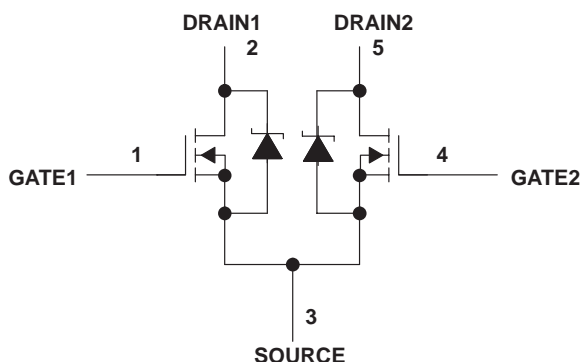 DRAIN1 DRAIN2
2 5
1 4
GATE1 GATE2
3
SOURCE